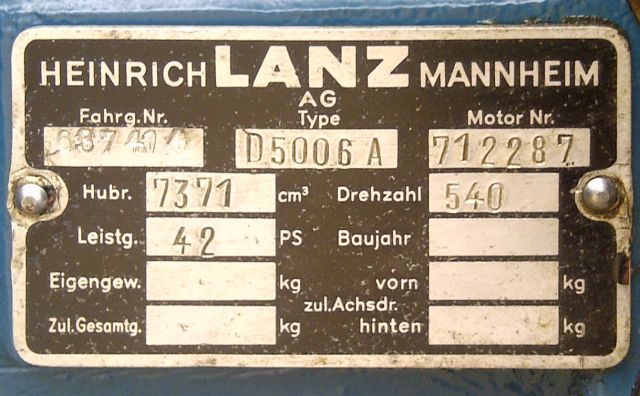 HEINRICH LANZ MANNHEIM
AG
Fahrg.Nr. Type Motor Nr.
D5006A 712287
Hubr. 7371 cm³ Drehzahl 540
Leistg. 42 PS Baujahr
Eigengew. kg vorn kg
zul.Achsdr.
Zul.Gesamtg. kg hinten kg